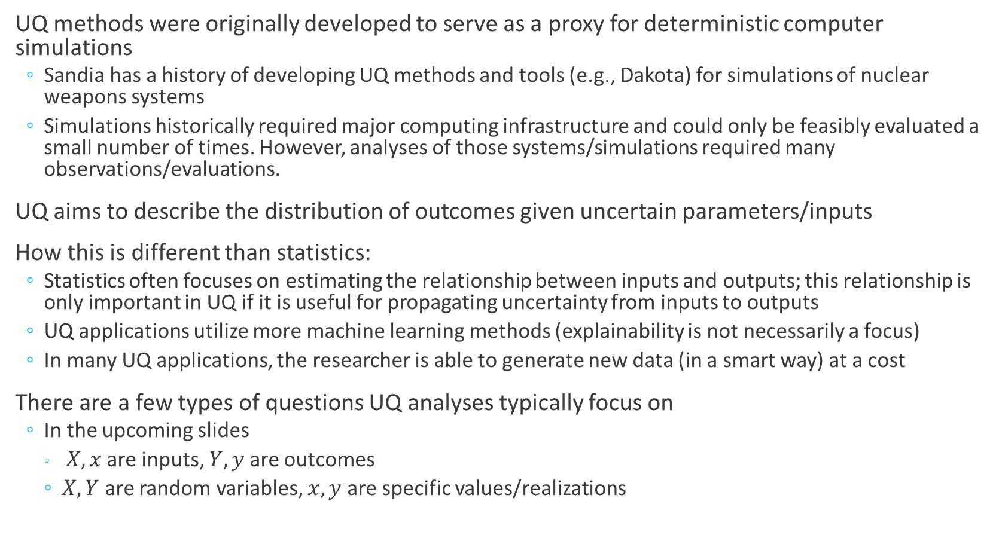 UQ methods were originally developed to serve as a proxy for deterministic computer
simulations
◦ Sandia has a history of developing UQ methods and tools (e.g., Dakota) for simulations of nuclear
weapons systems
◦ Simulations historically required major computing infrastructure and could only be feasibly evaluated a
small number of times. However, analyses of those systems/simulations required many
observations/evaluations.
UQ aims to describe the distribution of outcomes given uncertain parameters/inputs
How this is different than statistics:
◦ Statistics often focuses on estimating the relationship between inputs and outputs; this relationship is
only important in UQ if it is useful for propagating uncertainty from inputs to outputs
◦ UQ applications utilize more machine learning methods (explainability is not necessarily a focus)
◦ In many UQ applications, the researcher is able to generate new data (in a smart way) at a cost
There are a few types of questions UQ analyses typically focus on
◦ In the upcoming slides
◦ X, x are inputs, Y, y are outcomes
◦ X, Y are random variables, x, y are specific values/realizations